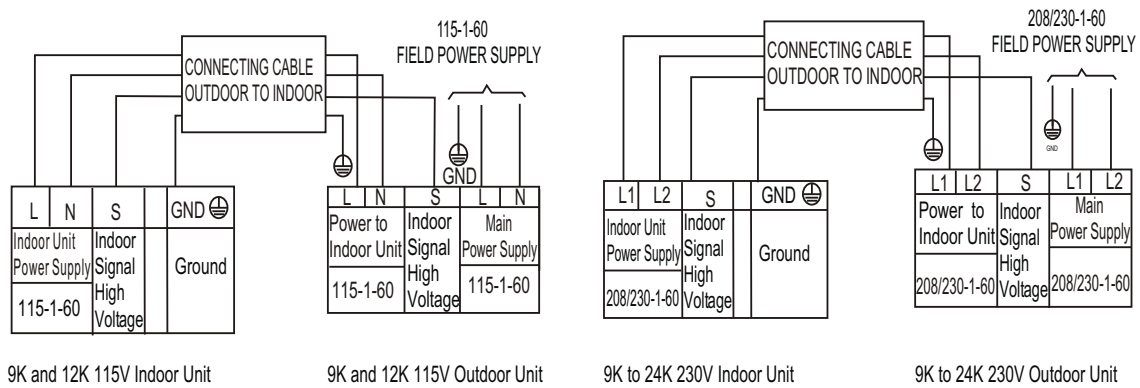 115-1-60
FIELD POWER SUPPLY
CONNECTING CABLE
OUTDOOR TO INDOOR
L N S GND
Indoor Unit
Power Supply
115-1-60
Indoor
Signal
High
Voltage
Ground
GND
L N S L N
Power to
Indoor Unit
115-1-60
Indoor
Signal
High
Voltage
Main
Power Supply
115-1-60
9K and 12K 115V Indoor Unit
9K and 12K 115V Outdoor Unit
208/230-1-60
FIELD POWER SUPPLY
CONNECTING CABLE
OUTDOOR TO INDOOR
GND
L1 L2 S GND
Indoor Unit
Power Supply
208/230-1-60
Indoor
Signal
High
Voltage
Ground
L1 L2 S L1 L2
Power to
Indoor Unit
208/230-1-60
Indoor
Signal
High
Voltage
Main
Power Supply
208/230-1-60
9K to 24K 230V Indoor Unit
9K to 24K 230V Outdoor Unit